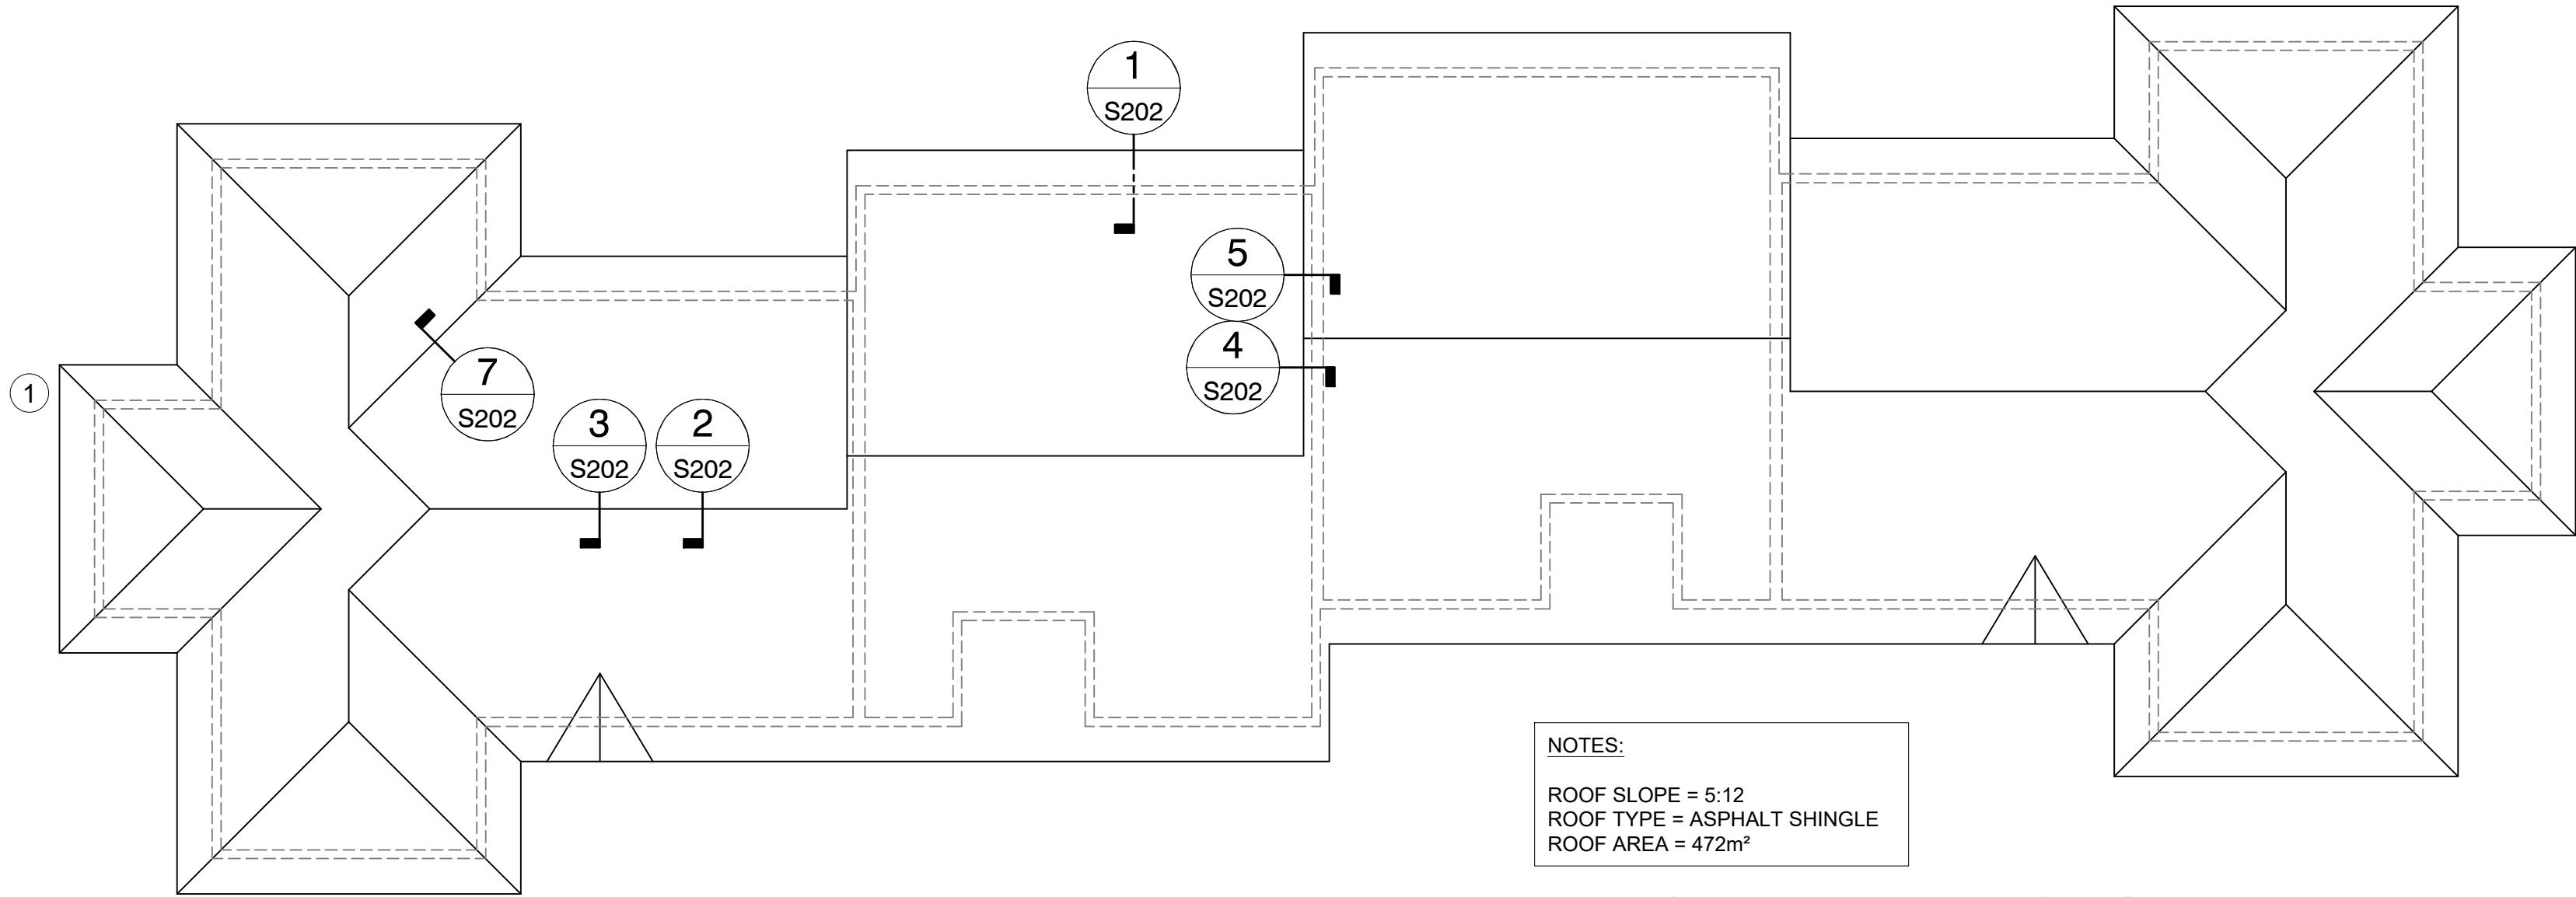 1
S202
5
S202
4
S202
1
7
S202
3
S202
2
S202
NOTES:
ROOF SLOPE = 5:12
ROOF TYPE = ASPHALT SHINGLE
ROOF AREA = 472m²